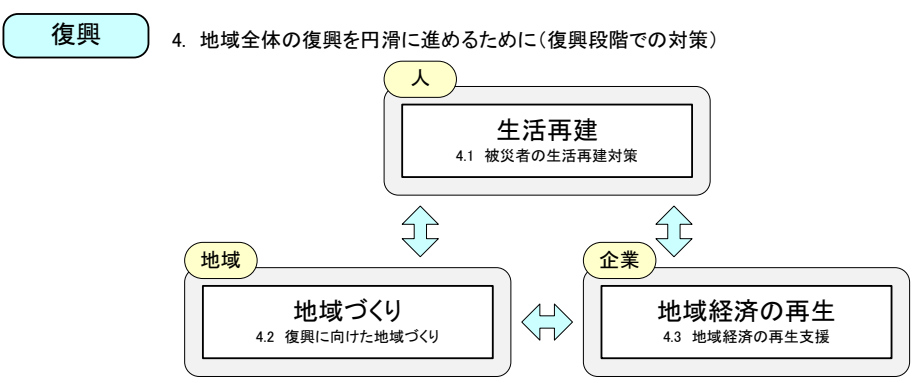 復興
4. 地域全体の復興を円滑に進めるために（復興段階での対策）
人
生活再建
4.1 被災者の生活再建対策
地域
地域づくり
4.2 復興に向けた地域づくり
企業
地域経済の再生
4.3 地域経済の再生支援